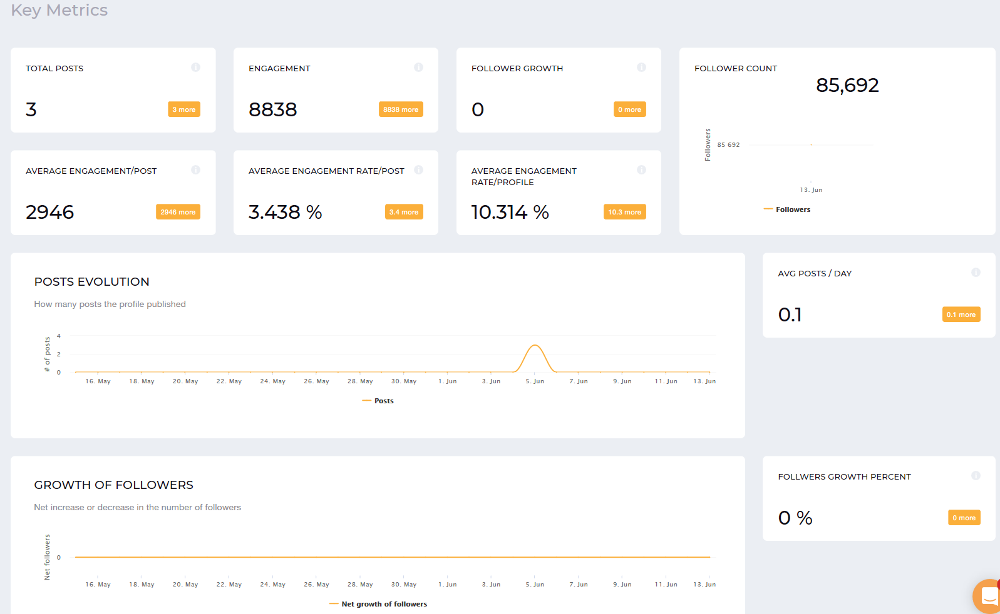 Key Metrics
TOTAL POSTS
3
3 more
ENGAGEMENT
8838
8838 more
FOLLOWER GROWTH
0
0 more
FOLLOWER COUNT
85,692
Followers
85 692
13. Jun
Followers
AVERAGE ENGAGEMENT/POST
2946
2946 more
AVERAGE ENGAGEMENT RATE/POST
3.438 %
3.4 more
AVERAGE ENGAGEMENT
RATE/PROFILE
10.314 %
10.3 more
POSTS EVOLUTION
How many posts the profile published
# of posts
4
2
0
16. May 18. May 20. May 22. May 24. May 26. May 28. May 30. May 1. Jun 3. Jun 5. Jun 7. Jun 9. Jun 11. Jun 13. Jun
Posts
AVG POSTS / DAY
0.1
0.1 more
GROWTH OF FOLLOWERS
Net increase or decrease in the number of followers
Net followers
0
16. May 18. May 20. May 22. May 24. May 26. May 28. May 30. May 1. Jun 3. Jun 5. Jun 7. Jun 9. Jun 11. Jun 13. Jun
Net growth of followers
FOLLWERS GROWTH PERCENT
0 %
0 more